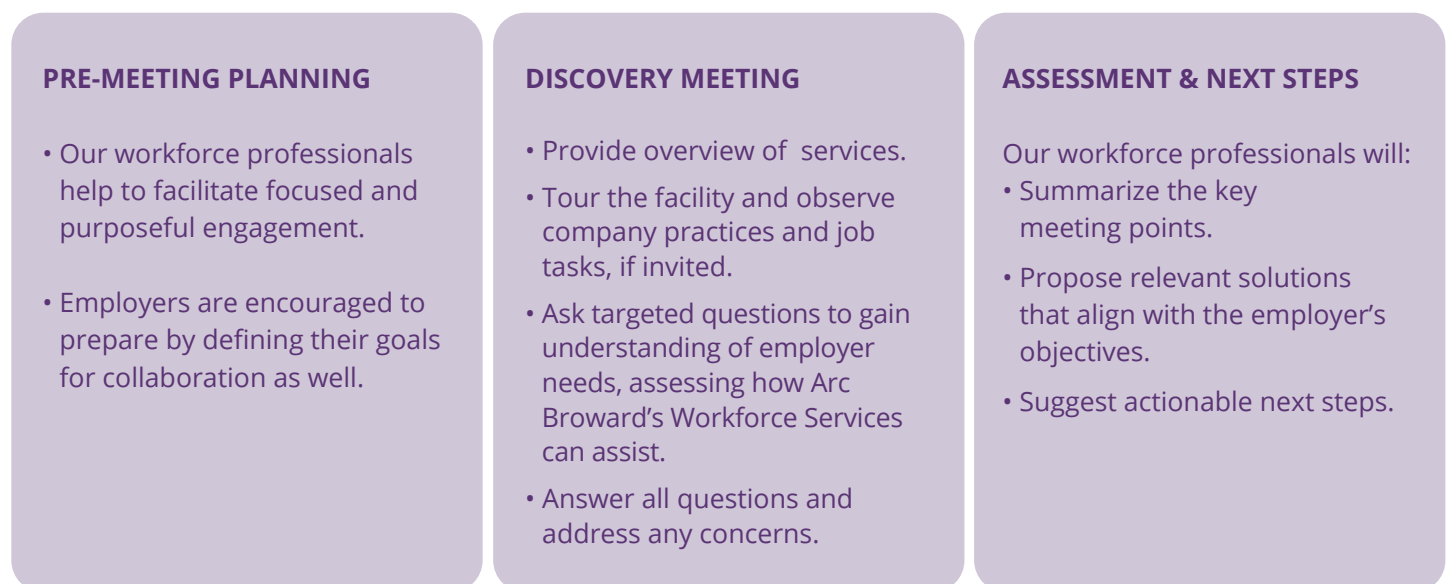 PRE-MEETING PLANNING
• Our workforce professionals
help to facilitate focused and
purposeful engagement.
• Employers are encouraged to
prepare by defining their goals
for collaboration as well.
DISCOVERY MEETING
• Provide overview of  services.
• Tour the facility and observe
company practices and job
tasks, if invited.
• Ask targeted questions to gain
understanding of employer
needs, assessing how Arc
Broward’s Workforce Services
can assist.
• Answer all questions and
address any concerns.
ASSESSMENT & NEXT STEPS
Our workforce professionals will:
• Summarize the key
meeting points.
• Propose relevant solutions
that align with the employer’s
objectives.
• Suggest actionable next steps.